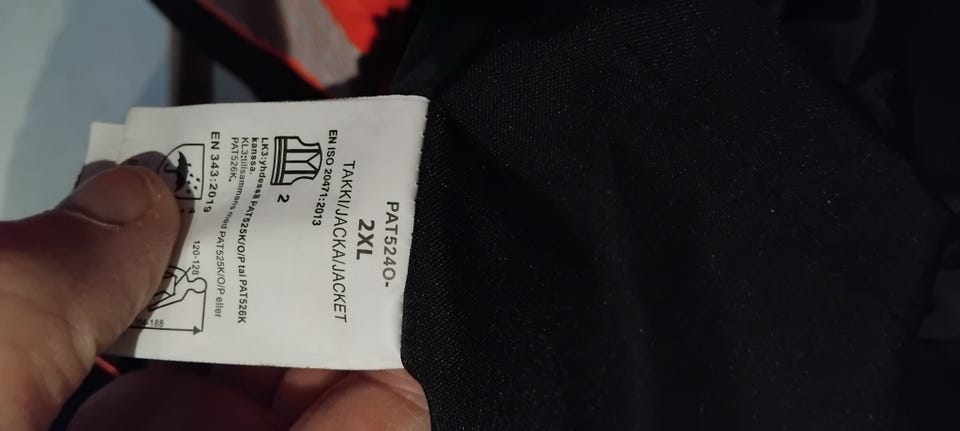 PAT524O-
2XL
TAKKI/JACKA/JACKET
EN ISO 20471:2013
2
LK3:yhdessä PAT525K/O/P tai PAT526K
kanssa.
KL3:tillsammans med PAT525K/O/P eller
PAT526K.
EN 343:2019
120-128
-188